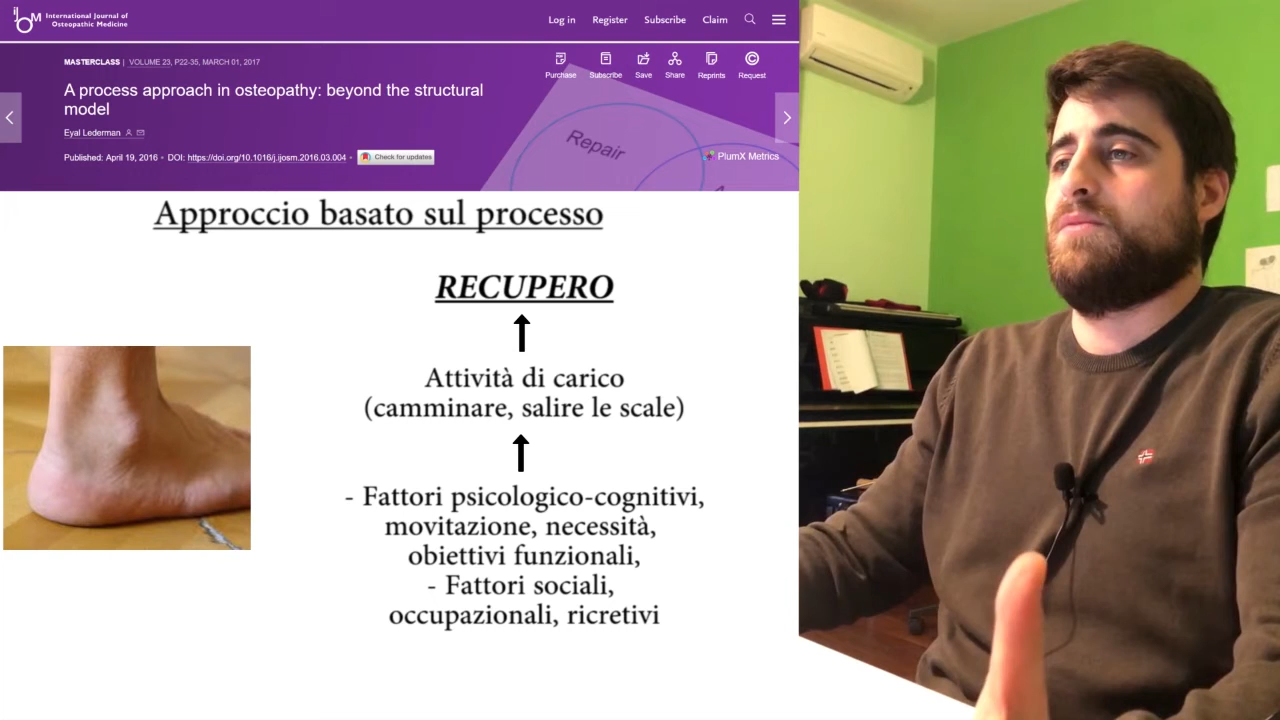 International Journal of
Osteopathic Medicine
Log in Register Subscribe Claim
MASTERCLASS | VOLUME 23, P22-35, MARCH 01, 2017
Purchase Subscribe Save Share Reprints Request
A process approach in osteopathy: beyond the structural
model
Eyal Lederman
Published: April 19, 2016 • DOI: https://doi.org/10.1016/j.ijosm.2016.03.004 • Check for updates
PlumX Metrics
Repair
Approccio basato sul processo
RECUPERO
Attività di carico
(camminare, salire le scale)
- Fattori psicologico-cognitivi,
movitazione, necessità,
obiettivi funzionali,
- Fattori sociali,
occupazionali, ricretivi